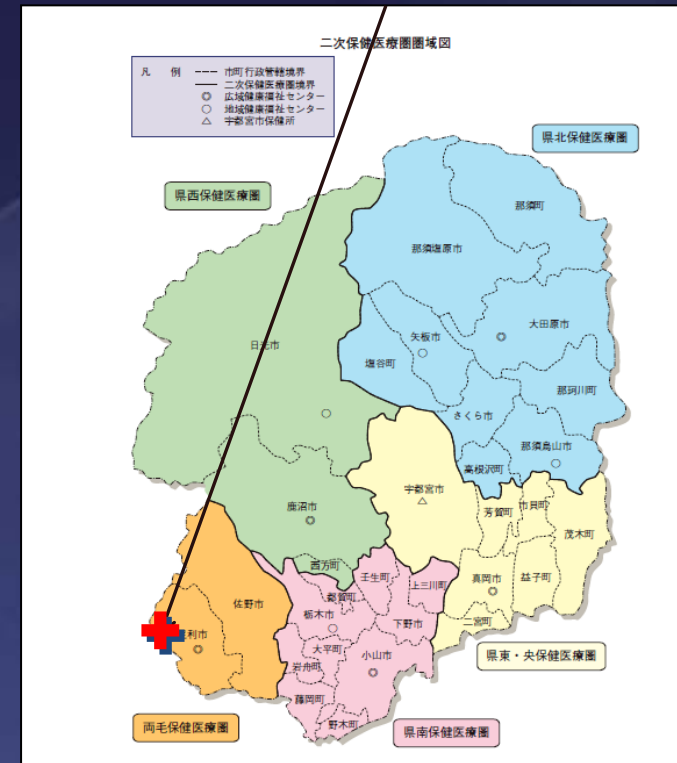 二次保健医療圏圏域図
凡 例
市町行政管轄境界
二次保健医療圏境界
広域健康福祉センター
地域健康福祉センター
宇都宮市保健所
県北保健医療圏
県西保健医療圏
那須町
那須塩原市
大田原市
矢板市
日光市
塩谷町
那珂川町
さくら市
那須烏山市
高根沢町
宇都宮市
市貝町
芳賀町
鹿沼市
茂木町
西方町
壬生町
上三川町
真岡市
益子町
都賀町
佐野市
栃木市
下野市
二宮町
利市
大平町
小山市
岩舟町
県東・央保健医療圏
藤岡町
野木町
両毛保健医療圏
県南保健医療圏